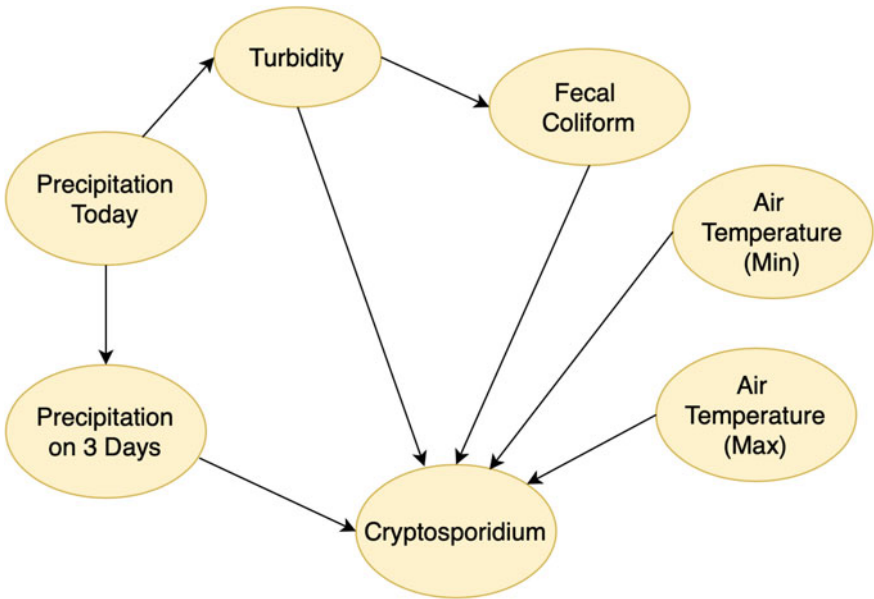 Turbidity
Fecal
Coliform
Precipitation
Today
Air
Temperature
(Min)
Precipitation
on 3 Days
Air
Temperature
(Max)
Cryptosporidium